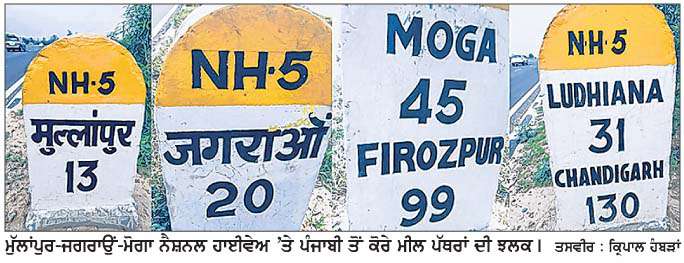 NH-5
मुल्लांपुर
13
NH-5
जगराओं
20
MOGA
45
FIROZPUR
99
NH-5
LUDHIANA
31
CHANDIGARH
130
ਮੁੱਲਾਂਪੁਰ-ਜਗਰਾਉਂ-ਮੋਗਾ ਨੈਸ਼ਨਲ ਹਾਈਵੇਅ ’ਤੇ ਪੰਜਾਬੀ ਤੋਂ ਕੋਰੇ ਮੀਲ ਪੱਥਰਾਂ ਦੀ ਝਲਕ। ਤਸਵੀਰ : ਕ੍ਰਿਪਾਲ ਹੰਬੜਾਂ